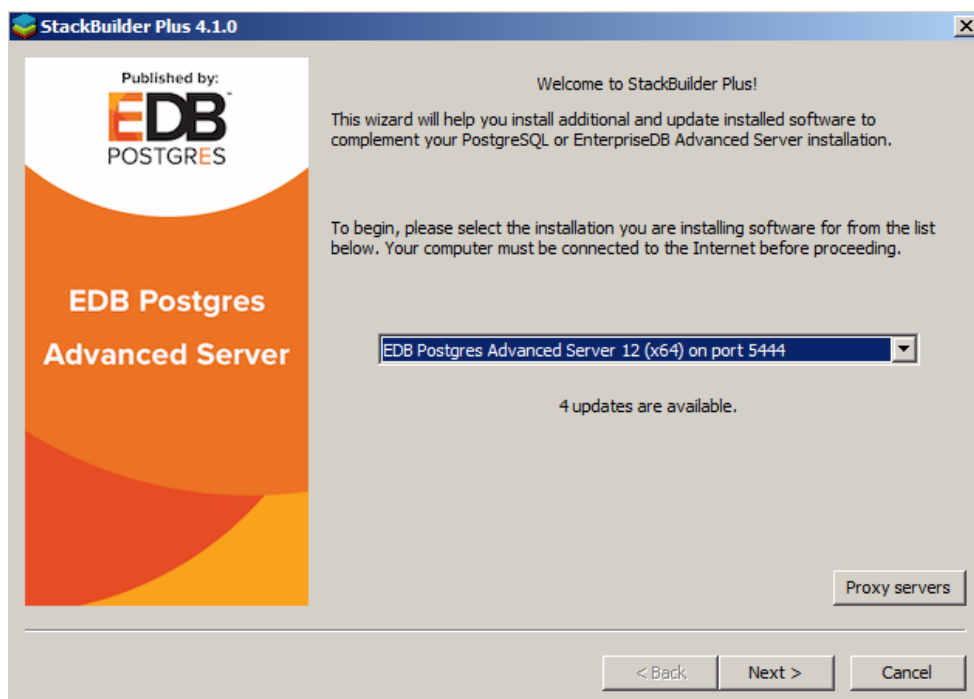 StackBuilder Plus 4.1.0
Published by:
EDB™
POSTGRES
EDB Postgres
Advanced Server
Welcome to StackBuilder Plus!
This wizard will help you install additional and update installed software to
complement your PostgreSQL or EnterpriseDB Advanced Server installation.
To begin, please select the installation you are installing software for from the list
below. Your computer must be connected to the Internet before proceeding.
EDB Postgres Advanced Server 12 (x64) on port 5444
4 updates are available.
Proxy servers
< Back
Next >
Cancel